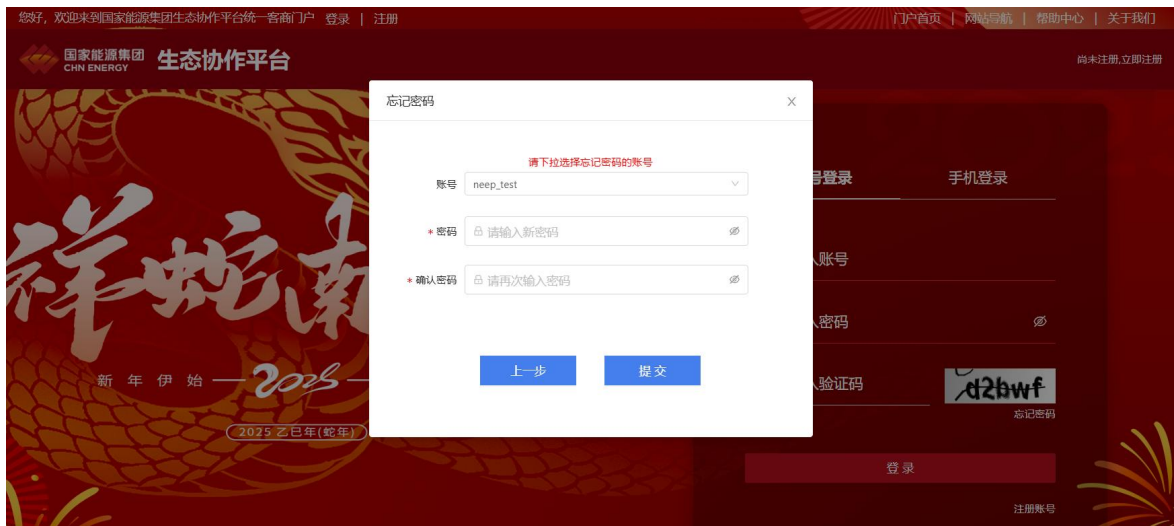 您好，欢迎来到国家能源集团生态协作平台统一客商门户 登录 | 注册
门户首页 | 网站导航 | 帮助中心 | 关于我们
国家能源集团
CHN ENERGY
生态协作平台
尚未注册,立即注册
忘记密码
请下拉选择忘记密码的账号
账号 neep_test
* 密码 请输入新密码
* 确认密码 请再次输入密码
上一步 提交
号登录 手机登录
入账号
入密码
入验证码 d2bwf
忘记密码
登录
注册账号
祥蛇
新年伊始 2025
2025 乙巳年(蛇年)